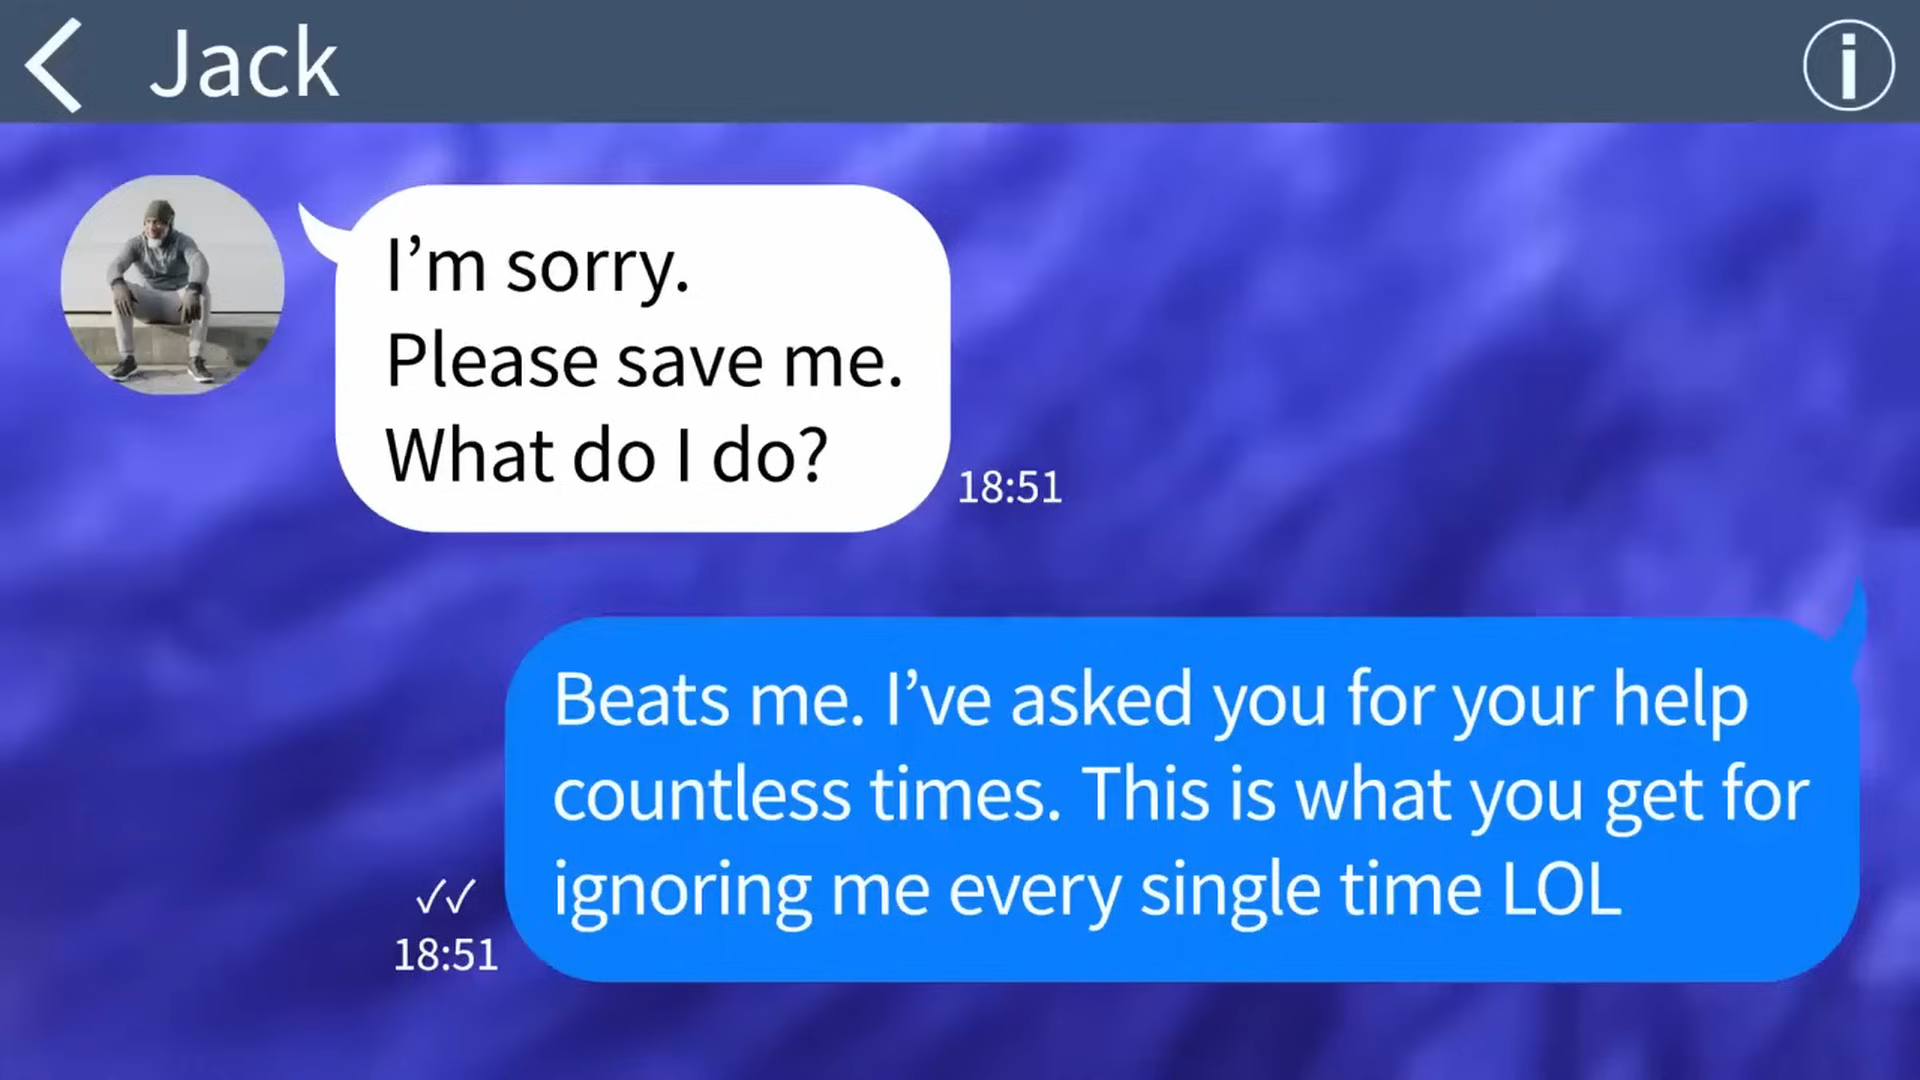 Jack
I’m sorry.
Please save me.
What do I do?
18:51
Beats me. I’ve asked you for your help
countless times. This is what you get for
ignoring me every single time LOL
✓✓
18:51